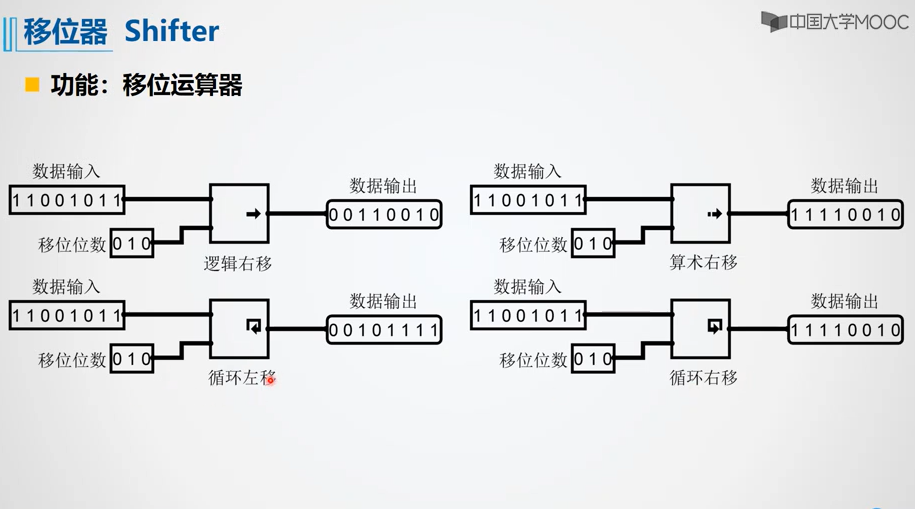 移位器 Shifter
中国大学MOOC
功能：移位运算器
数据输入
11001011
移位位数 010
逻辑右移
数据输出
00110010
数据输入
11001011
移位位数 010
算术右移
数据输出
11110010
数据输入
11001011
移位位数 010
循环左移
数据输出
00101111
数据输入
11001011
移位位数 010
循环右移
数据输出
11110010